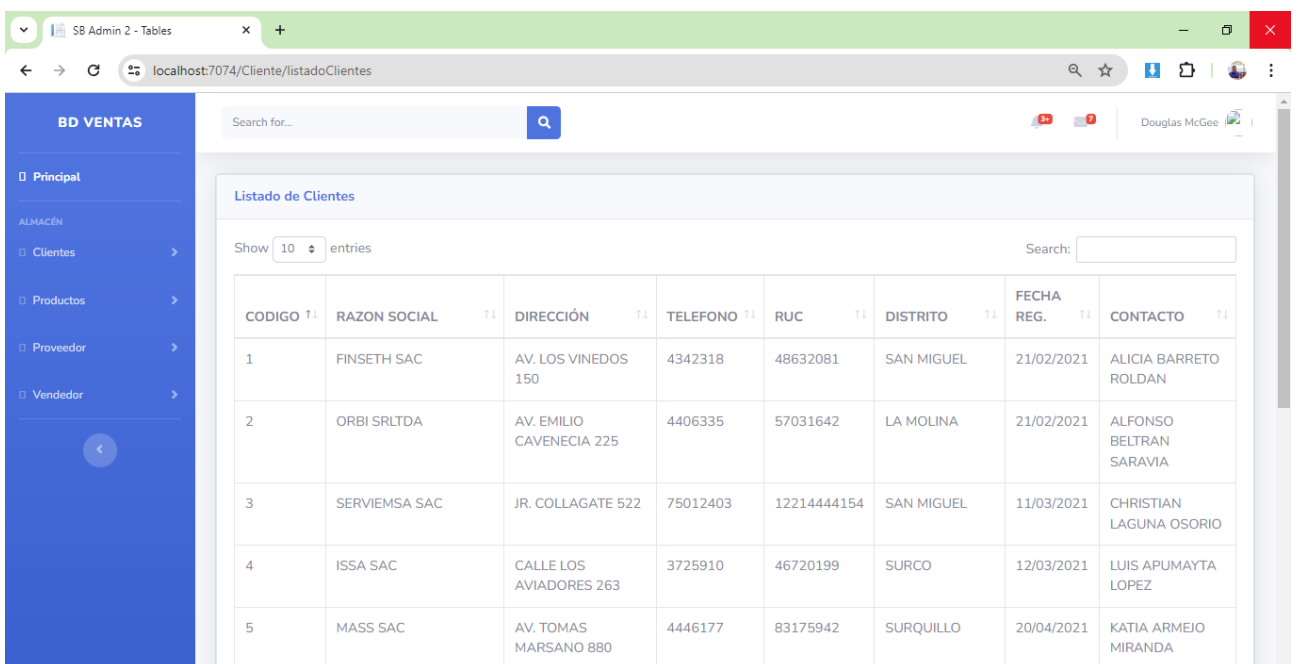 SB Admin 2 - Tables
localhost:7074/Cliente/listadoClientes
BD VENTAS
Search for...
3+
7
Douglas McGee
Principal
Listado de Clientes
ALMACÉN
Clientes
Productos
Proveedor
Vendedor
Show 10 entries
Search:
CODIGO RAZON SOCIAL DIRECCIÓN TELEFONO RUC DISTRITO FECHA REG. CONTACTO
1 FINSETH SAC AV. LOS VINEDOS 150 4342318 48632081 SAN MIGUEL 21/02/2021 ALICIA BARRETO ROLDAN
2 ORBI SRLTDA AV. EMILIO CAVENECIA 225 4406335 57031642 LA MOLINA 21/02/2021 ALFONSO BELTRAN SARAVIA
3 SERVIEMSA SAC JR. COLLAGATE 522 75012403 12214444154 SAN MIGUEL 11/03/2021 CHRISTIAN LAGUNA OSORIO
4 ISSA SAC CALLE LOS AVIADORES 263 3725910 46720199 SURCO 12/03/2021 LUIS APUMAYTA LOPEZ
5 MASS SAC AV. TOMAS MARSANO 880 4446177 83175942 SURQUILLO 20/04/2021 KATIA ARMEJO MIRANDA